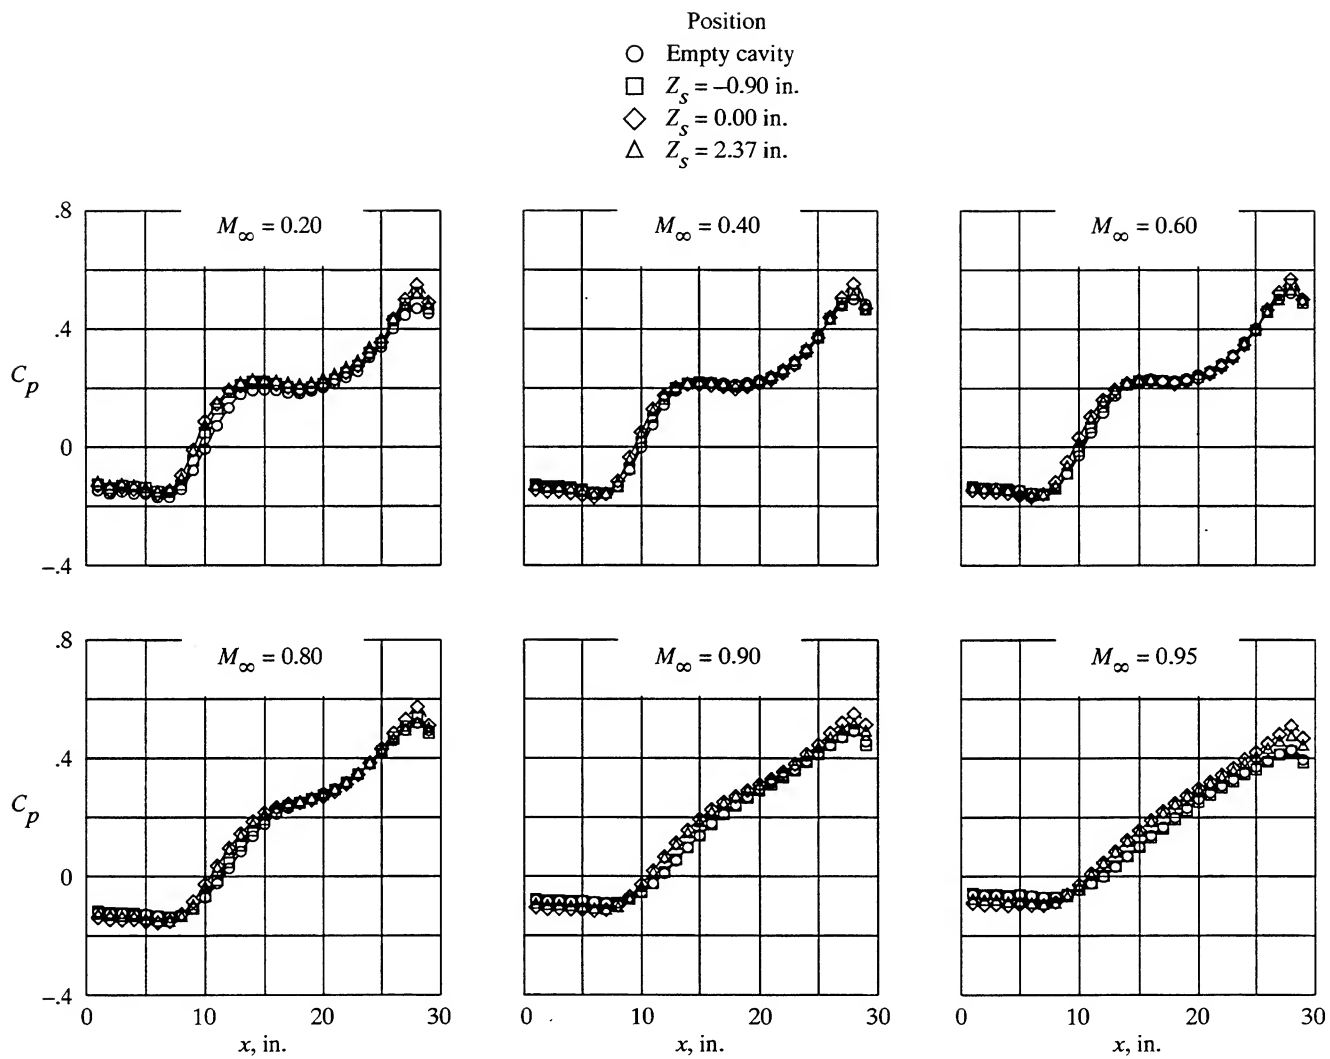 Position
Empty cavity
Z_s = –0.90 in.
Z_s = 0.00 in.
Z_s = 2.37 in.
M_∞ = 0.20
M_∞ = 0.40
M_∞ = 0.60
.8
.4
C_p
0
–.4
M_∞ = 0.80
M_∞ = 0.90
M_∞ = 0.95
.8
.4
C_p
0
–.4
0 10 20 30
0 10 20 30
0 10 20 30
x, in.
x, in.
x, in.